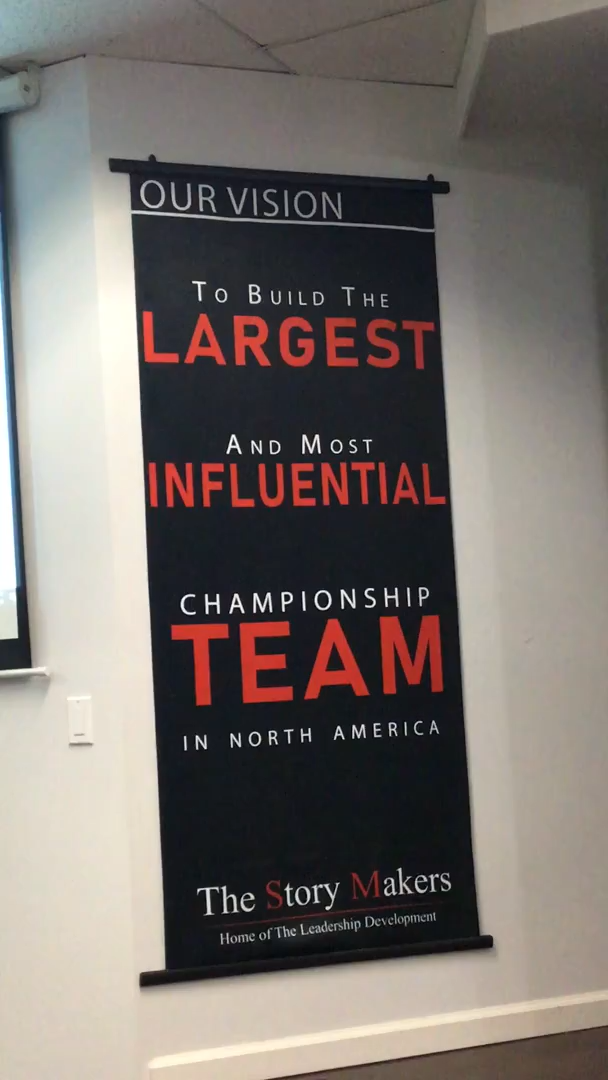 OUR VISION
TO BUILD THE
LARGEST
AND MOST
INFLUENTIAL
CHAMPIONSHIP
TEAM
IN NORTH AMERICA
The Story Makers
Home of The Leadership Development